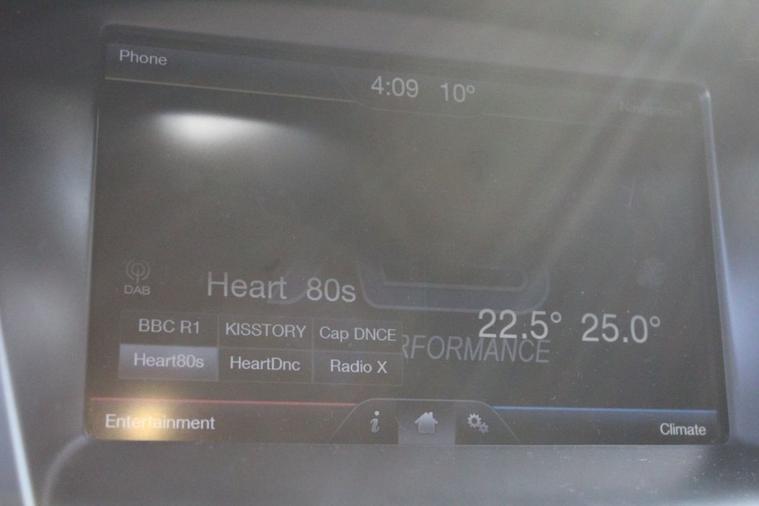 Phone
4:09 10°
DAB
Heart 80s
BBC R1 KISSTORY Cap DNCE
Heart80s HeartDnc Radio X
22.5° 25.0°
RFORMANCE
Entertainment
i
Climate